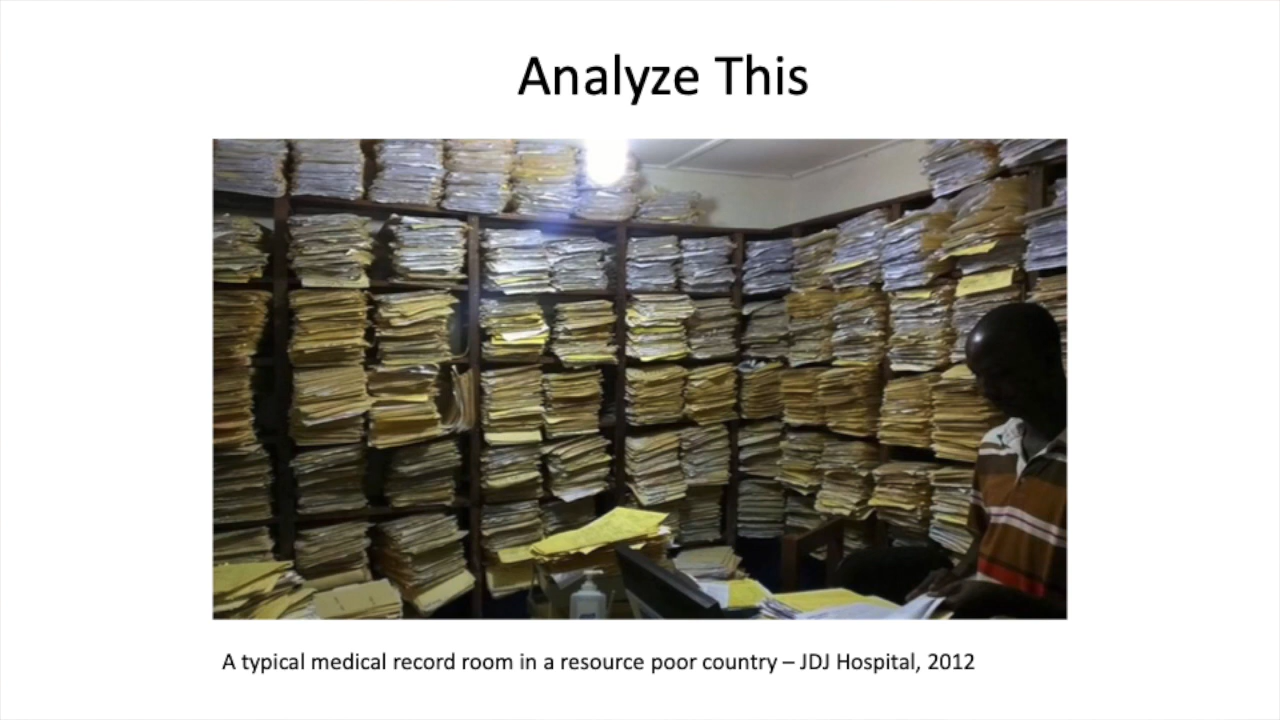 Analyze This
A typical medical record room in a resource poor country – JDJ Hospital, 2012